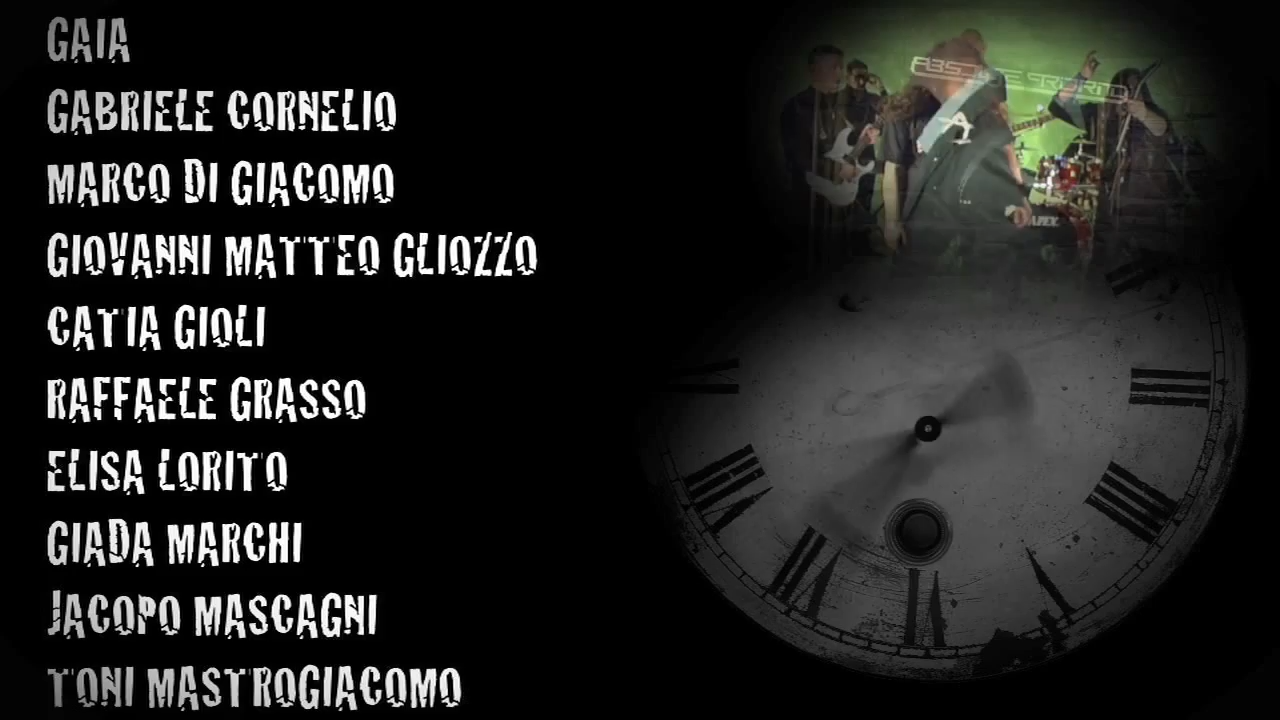 GAIA
GABRIELE CORNELIO
MARCO DI GIACOMO
GIOVANNI MATTEO GLIOZZO
CATIA GIOLI
RAFFAELE GRASSO
ELISA LORITO
GIADA MARCHI
JACOPO MASCAGNI
TONI MASTROGIACOMO